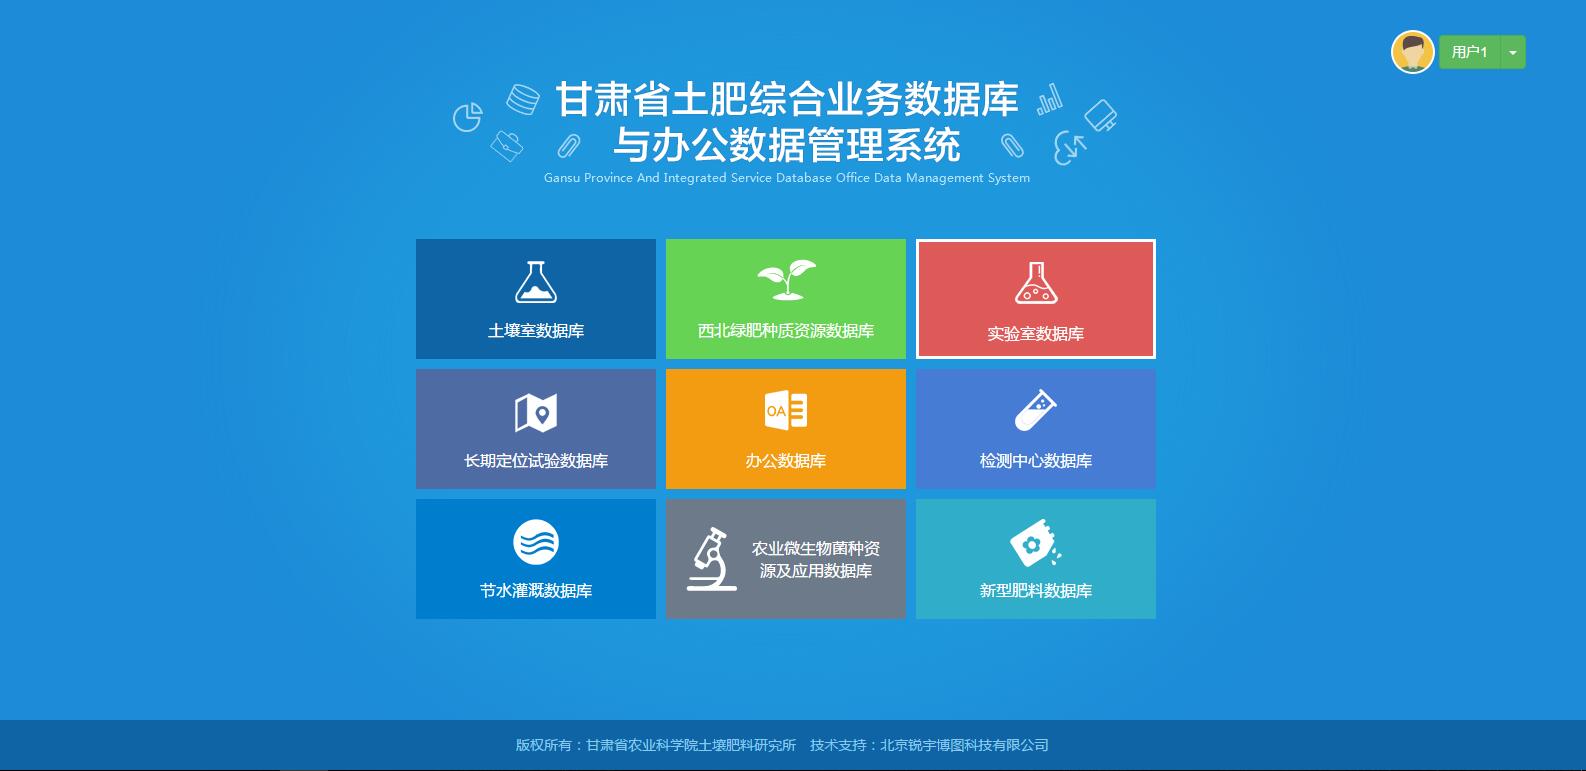 用户1
甘肃省土肥综合业务数据库
与办公数据管理系统
Gansu Province And Integrated Service Database Office Data Management System
土壤室数据库
西北绿肥种质资源数据库
实验室数据库
长期定位试验数据库
OA
办公数据库
检测中心数据库
节水灌溉数据库
农业微生物菌种资
源及应用数据库
新型肥料数据库
版权所有：甘肃省农业科学院土壤肥料研究所 技术支持：北京锐宇博图科技有限公司